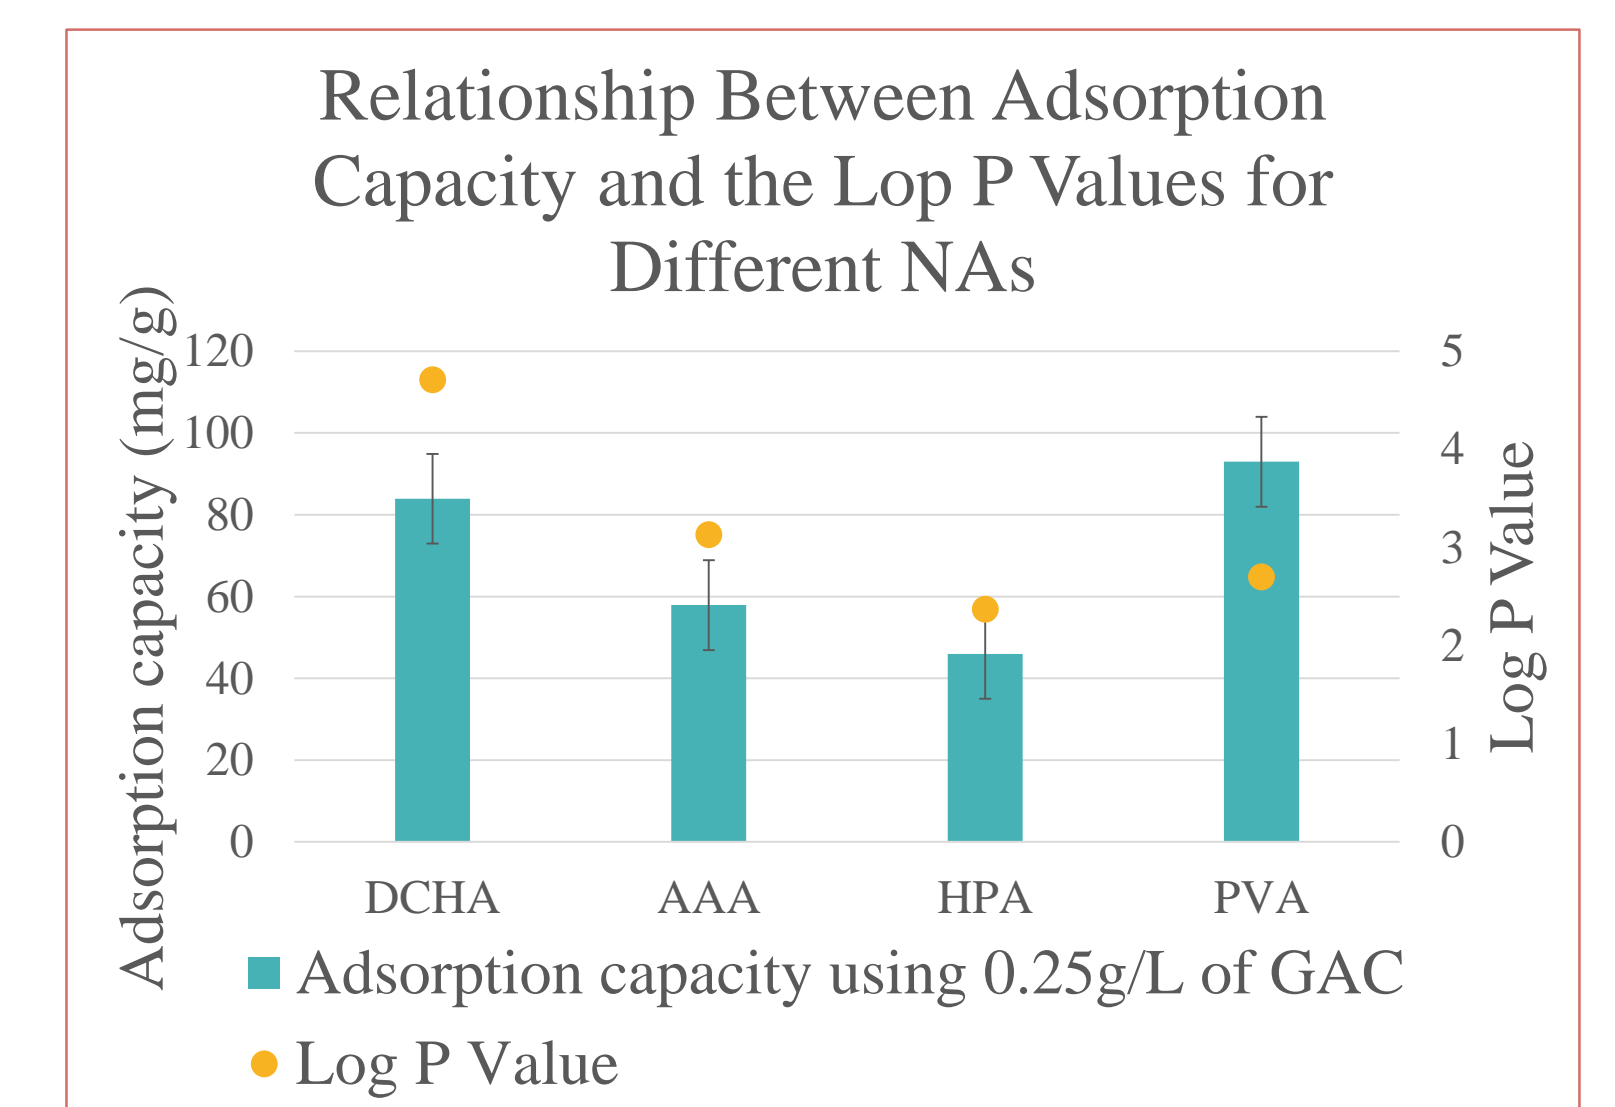 Relationship Between Adsorption
Capacity and the Lop P Values for
Different NAs
Adsorption capacity (mg/g)
120
100
80
60
40
20
0
5
4
3
2
1
0
Log P Value
DCHA
AAA
HPA
PVA
Adsorption capacity using 0.25g/L of GAC
Log P Value